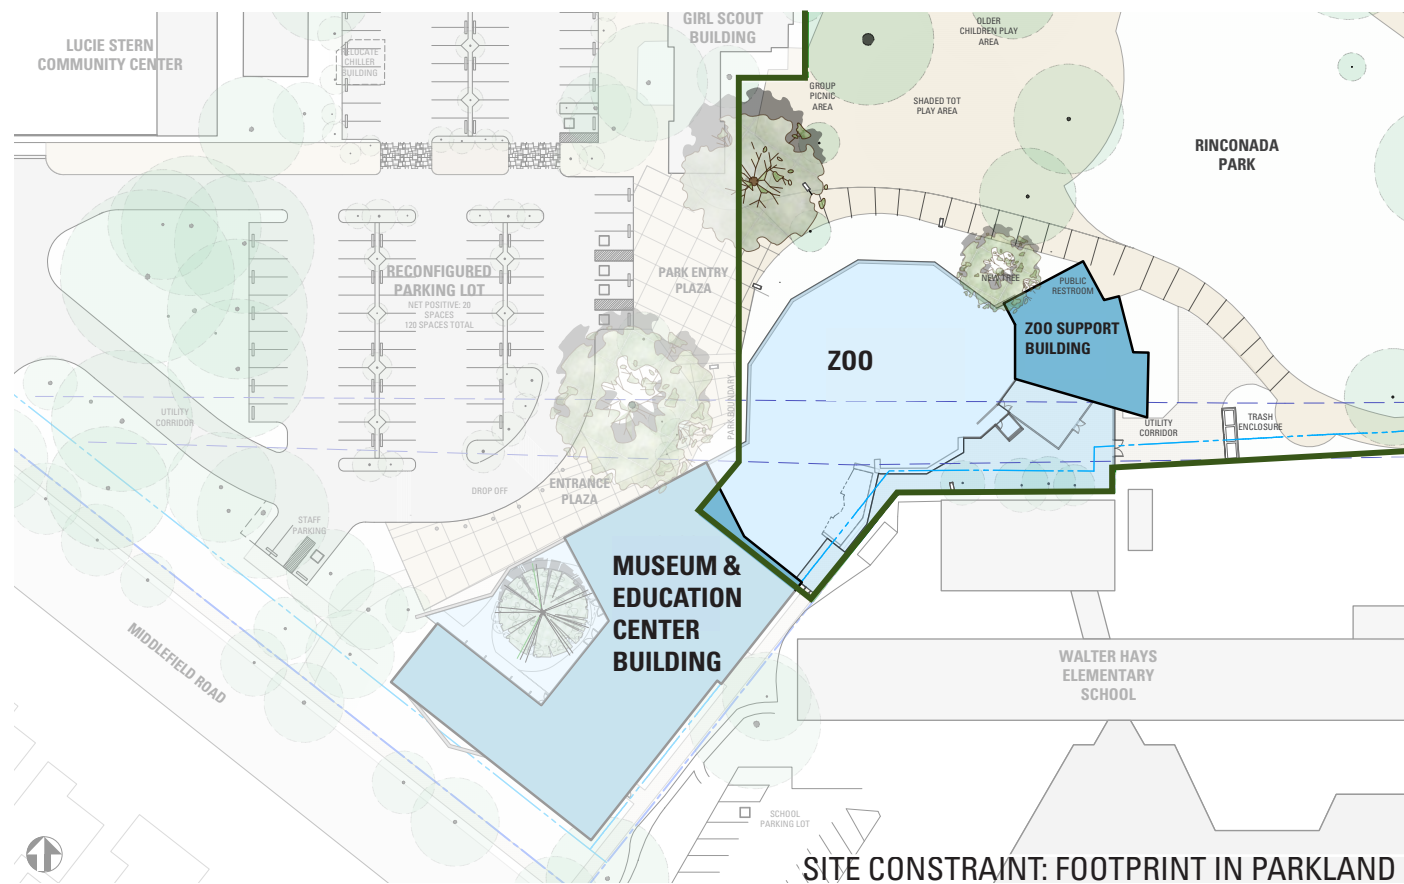 LUCIE STERN
COMMUNITY CENTER
LOCATE
CHILLER
BUILDING
GIRL SCOUT
BUILDING
OLDER
CHILDREN PLAY
AREA
GROUP
PICNIC
AREA
SHADED TOT
PLAY AREA
RINCONADA
PARK
RECONFIGURED
PARKING LOT
NET POSITIVE: 20
SPACES
120 SPACES TOTAL
PARK ENTRY
PLAZA
NEW TREE
PUBLIC
RESTROOM
ZOO SUPPORT
BUILDING
ZOO
PARK BOUNDARY
UTILITY
CORRIDOR
UTILITY
CORRIDOR
TRASH
ENCLOSURE
DROP OFF
ENTRANCE
PLAZA
STAFF
PARKING
MUSEUM &
EDUCATION
CENTER
BUILDING
MIDDLEFIELD ROAD
WALTER HAYS
ELEMENTARY
SCHOOL
SCHOOL
PARKING LOT
SITE CONSTRAINT: FOOTPRINT IN PARKLAND